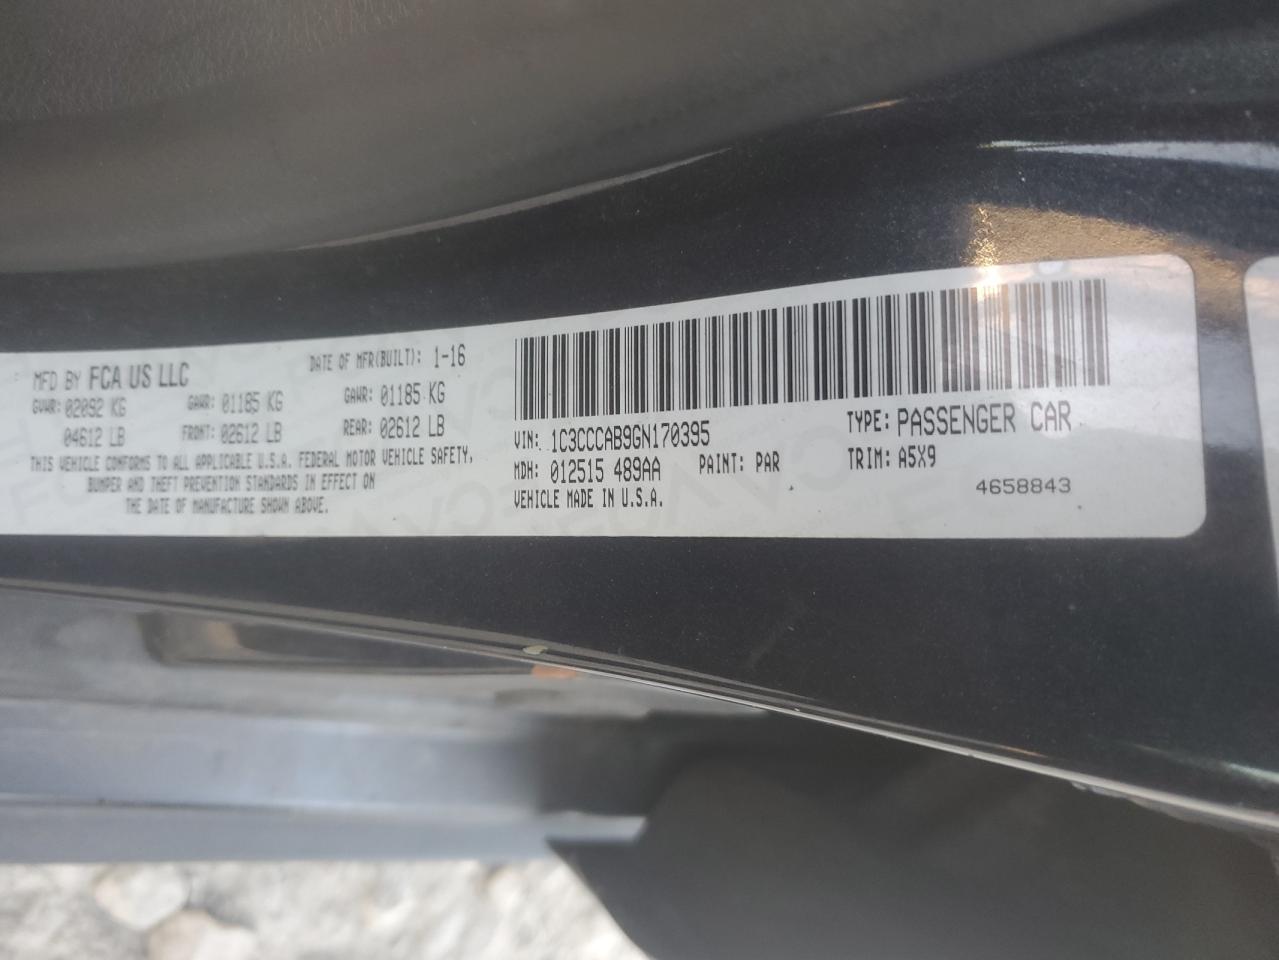 MFD BY FCA US LLC DATE OF MFR(BUILT): 1-16
GVWR: 02092 KG GAWR: 01185 KG GAWR: 01185 KG
04612 LB FRONT: 02612 LB REAR: 02612 LB
THIS VEHICLE CONFORMS TO ALL APPLICABLE U.S.A. FEDERAL MOTOR VEHICLE SAFETY,
BUMPER AND THEFT PREVENTION STANDARDS IN EFFECT ON
THE DATE OF MANUFACTURE SHOWN ABOVE.
VIN: 1C3CCCAB9GN170395 TYPE: PASSENGER CAR
MDH: 012515 489AA PAINT: PAR TRIM: A5X9
VEHICLE MADE IN U.S.A. 4658843